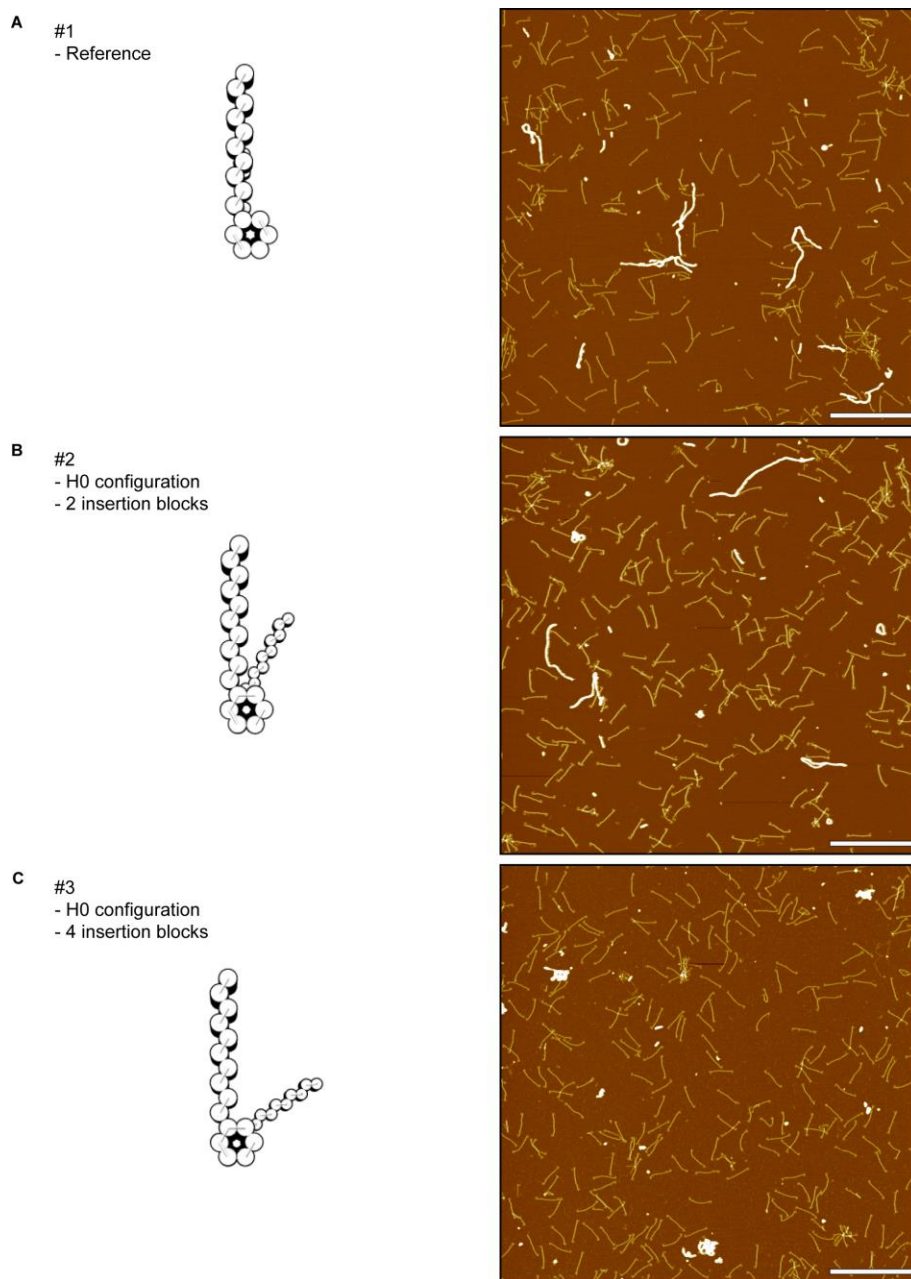 A
#1
- Reference
B
#2
- H0 configuration
- 2 insertion blocks
C
#3
- H0 configuration
- 4 insertion blocks